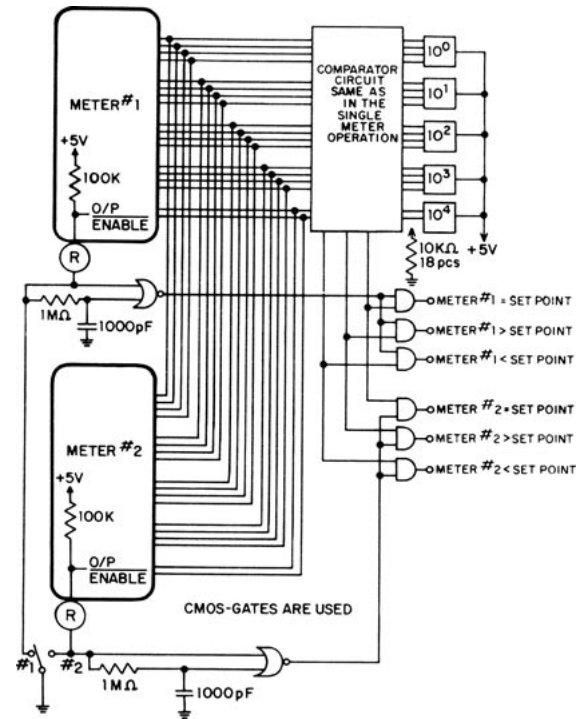 METER #1
+5V
100K
O/P
ENABLE
R
1MΩ
1000pF
COMPARATOR
CIRCUIT
SAME AS
IN THE
SINGLE
METER
OPERATION
10⁰
10¹
10²
10³
10⁴
10KΩ
18 pcs
+5V
METER #1 = SET POINT
METER #1 > SET POINT
METER #1 < SET POINT
METER #2 = SET POINT
METER #2 > SET POINT
METER #2 < SET POINT
METER #2
+5V
100K
O/P
ENABLE
R
CMOS-GATES ARE USED
#1
#2
1MΩ
1000pF